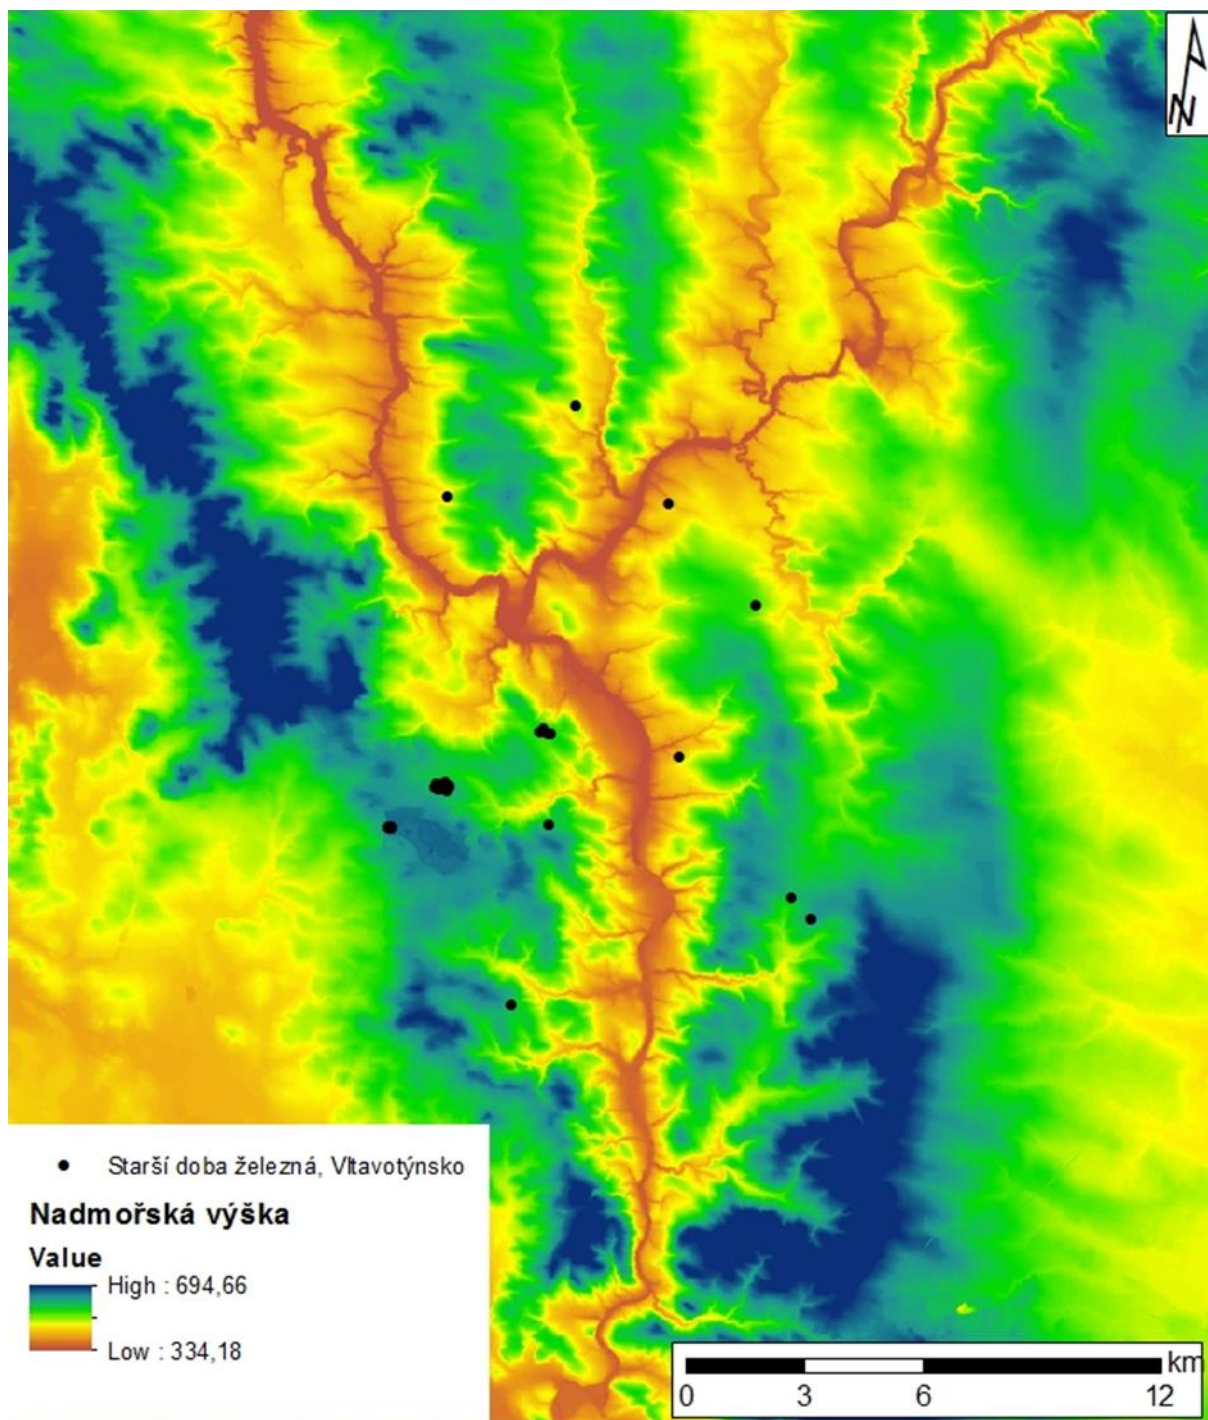 N
Starší doba železná, Vltavotýnsko
Nadmořská výška
Value
High : 694,66
Low : 334,18
km
0 3 6 12